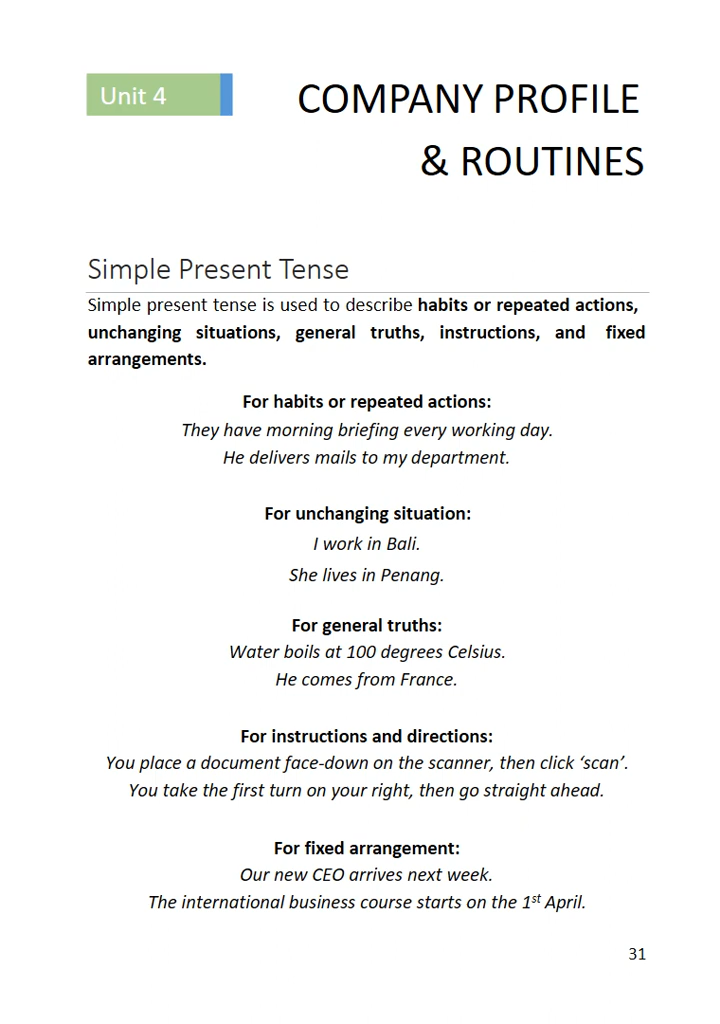 Unit 4
COMPANY PROFILE
& ROUTINES
Simple Present Tense
Simple present tense is used to describe habits or repeated actions,
unchanging situations, general truths, instructions, and fixed
arrangements.
For habits or repeated actions:
They have morning briefing every working day.
He delivers mails to my department.
For unchanging situation:
I work in Bali.
She lives in Penang.
For general truths:
Water boils at 100 degrees Celsius.
He comes from France.
For instructions and directions:
You place a document face-down on the scanner, then click ‘scan’.
You take the first turn on your right, then go straight ahead.
For fixed arrangement:
Our new CEO arrives next week.
The international business course starts on the 1st April.
31